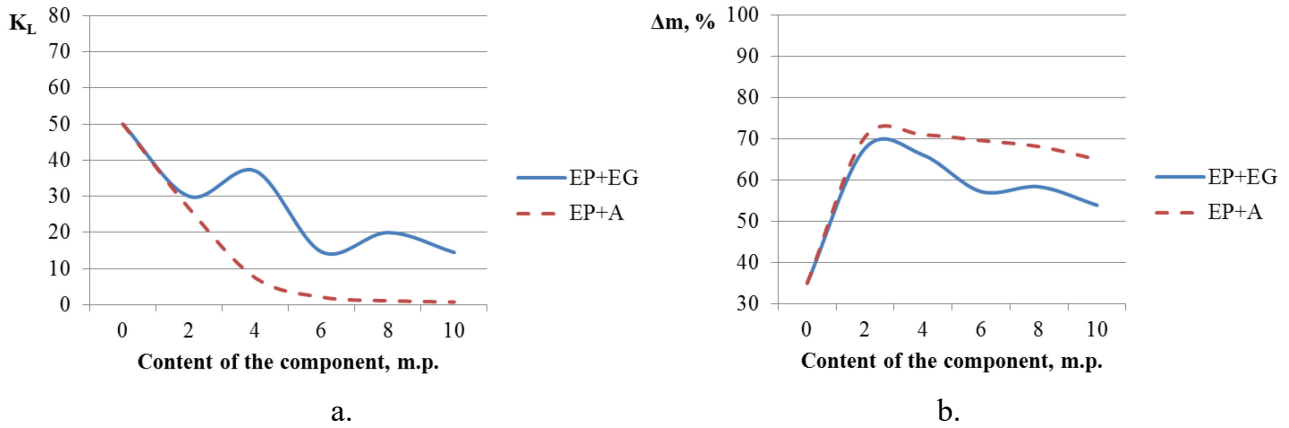 K_L
80
70
60
50
40
30
20
10
0
0 2 4 6 8 10
Content of the component, m.p.
EP+EG
EP+A
a.
Δm, %
100
90
80
70
60
50
40
30
0 2 4 6 8 10
Content of the component, m.p.
EP+EG
EP+A
b.